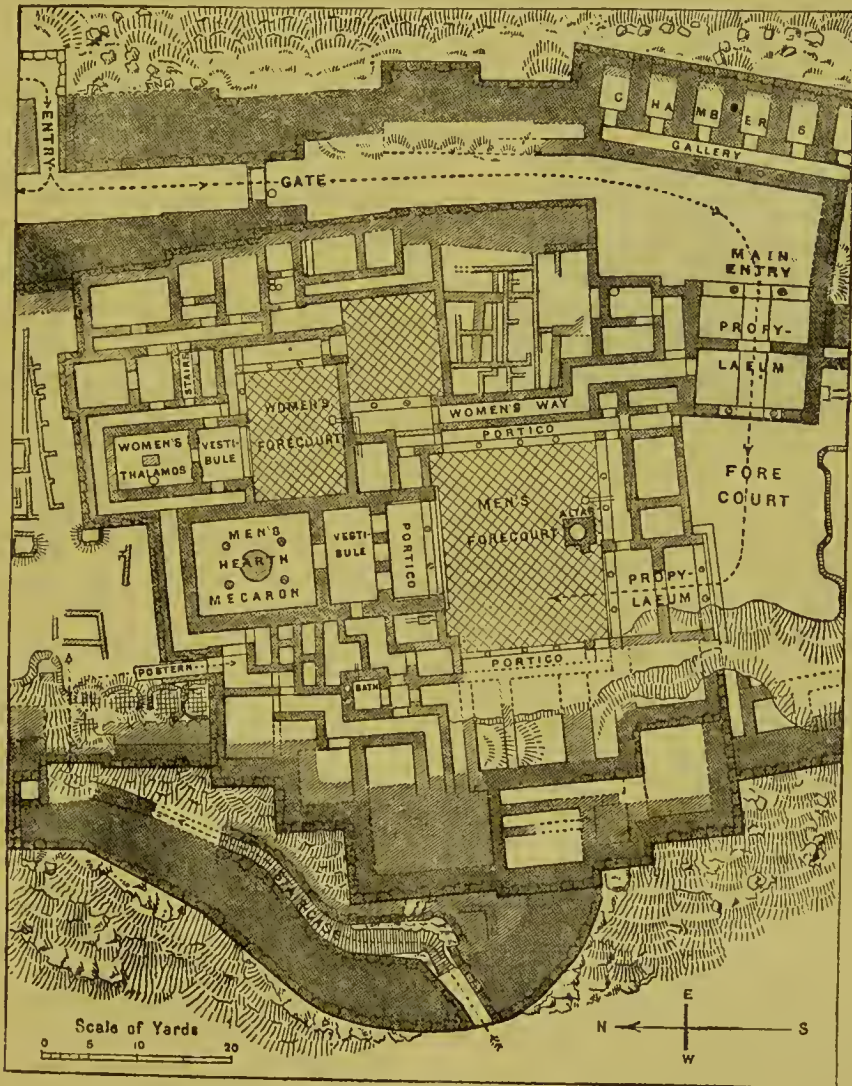 C HA MB ER S
GALLERY
ENTRY
GATE
MAIN
ENTRY
PROPY-
LAEUM
STAIRS
WOMEN'S
FORECOURT
WOMEN'S WAY
PORTICO
WOMEN'S
THALAMOS
VESTI-
BULE
FORE
COURT
MEN'S
HEARTH
MEGARON
VESTI-
BULE
PORTICO
MEN'S
FORECOURT
ALTAR
PROPY-
LAEUM
POSTERN
PORTICO
BATH
STAIRCASE
Scale of Yards
0 5 10 20
E
N S
W